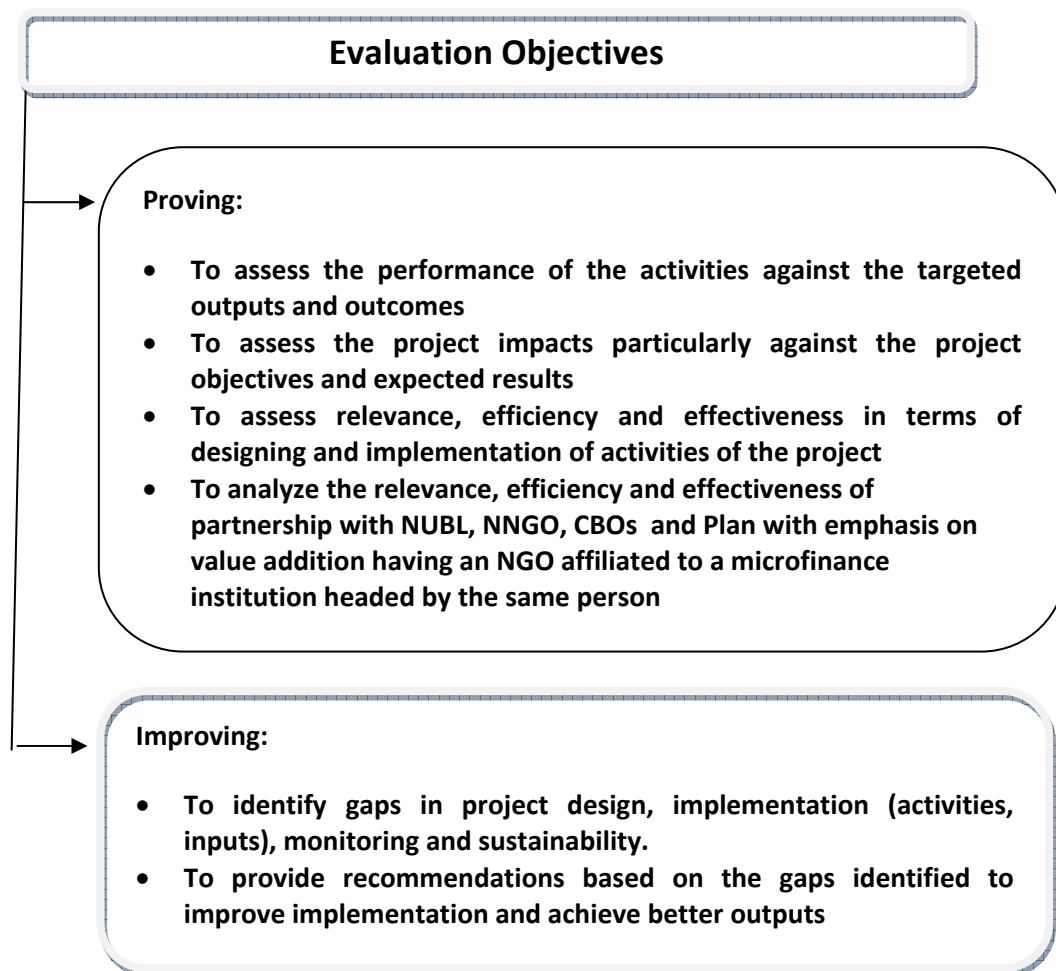 Evaluation Objectives
Proving:
• To assess the performance of the activities against the targeted
outputs and outcomes
• To assess the project impacts particularly against the project
objectives and expected results
• To assess relevance, efficiency and effectiveness in terms of
designing and implementation of activities of the project
• To analyze the relevance, efficiency and effectiveness of
partnership with NUBL, NNGO, CBOs and Plan with emphasis on
value addition having an NGO affiliated to a microfinance
institution headed by the same person
Improving:
• To identify gaps in project design, implementation (activities,
inputs), monitoring and sustainability.
• To provide recommendations based on the gaps identified to
improve implementation and achieve better outputs